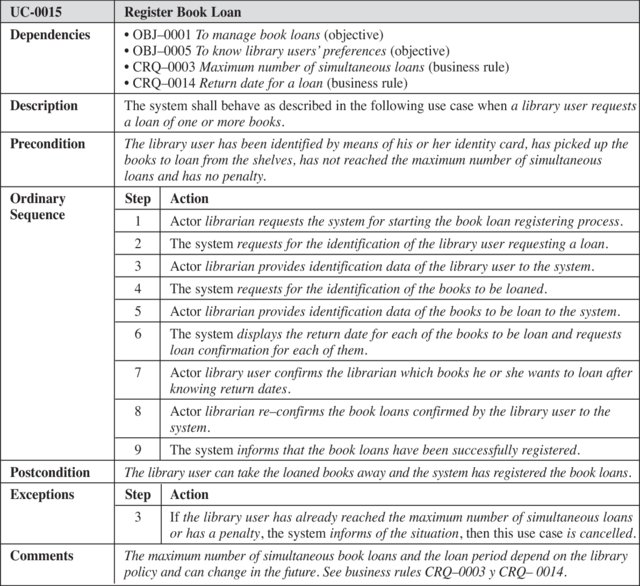 UC-0015 Register Book Loan
Dependencies • OBJ–0001 To manage book loans (objective)
• OBJ–0005 To know library users' preferences (objective)
• CRQ–0003 Maximum number of simultaneous loans (business rule)
• CRQ–0014 Return date for a loan (business rule)
Description The system shall behave as described in the following use case when a library user requests
a loan of one or more books.
Precondition The library user has been identified by means of his or her identity card, has picked up the
books to loan from the shelves, has not reached the maximum number of simultaneous
loans and has no penalty.
Ordinary Step Action
Sequence
1 Actor librarian requests the system for starting the book loan registering process.
2 The system requests for the identification of the library user requesting a loan.
3 Actor librarian provides identification data of the library user to the system.
4 The system requests for the identification of the books to be loaned.
5 Actor librarian provides identification data of the books to be loan to the system.
6 The system displays the return date for each of the books to be loan and requests
loan confirmation for each of them.
7 Actor library user confirms the librarian which books he or she wants to loan after
knowing return dates.
8 Actor librarian re–confirms the book loans confirmed by the library user to the
system.
9 The system informs that the book loans have been successfully registered.
Postcondition The library user can take the loaned books away and the system has registered the book loans.
Exceptions Step Action
3 If the library user has already reached the maximum number of simultaneous loans
or has a penalty, the system informs of the situation, then this use case is cancelled.
Comments The maximum number of simultaneous book loans and the loan period depend on the library
policy and can change in the future. See business rules CRQ–0003 y CRQ– 0014.